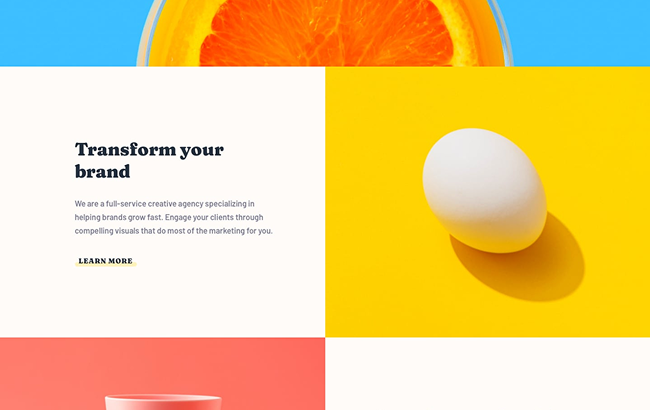 Transform your
brand
We are a full-service creative agency specializing in
helping brands grow fast. Engage your clients through
compelling visuals that do most of the marketing for you.
LEARN MORE